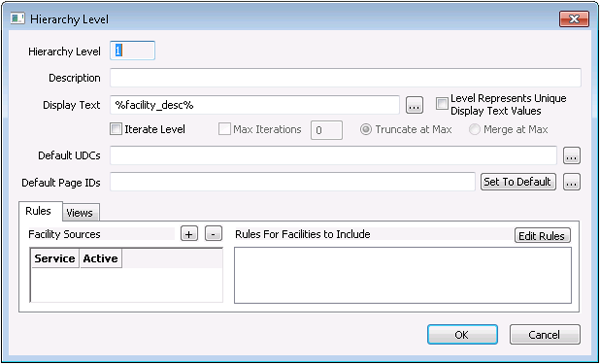 Hierarchy Level
Hierarchy Level 1
Description
Display Text %facility_desc% ... Level Represents Unique
Display Text Values
Iterate Level Max Iterations 0 Truncate at Max Merge at Max
Default UDCs ...
Default Page IDs Set To Default ...
Rules Views
Facility Sources + - Rules For Facilities to Include Edit Rules
Service Active
OK Cancel